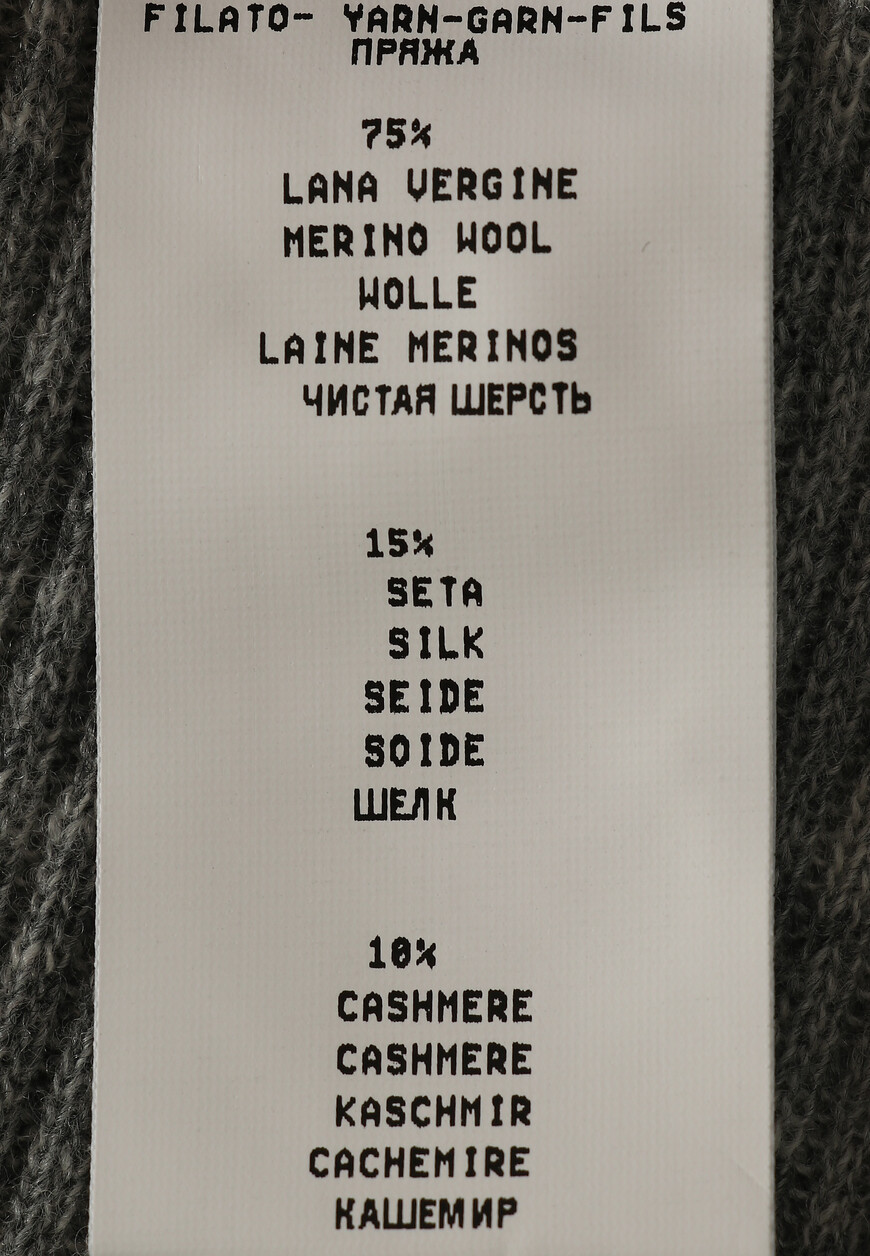 FILATO- YARN-GARN-FILS
ПРЯЖА
75%
LANA VERGINE
MERINO WOOL
WOLLE
LAINE MERINOS
ЧИСТАЯ ШЕРСТЬ
15%
SETA
SILK
SEIDE
SOIDE
ШЕЛК
10%
CASHMERE
CASHMERE
KASCHMIR
CACHEMIRE
КАШЕМИР